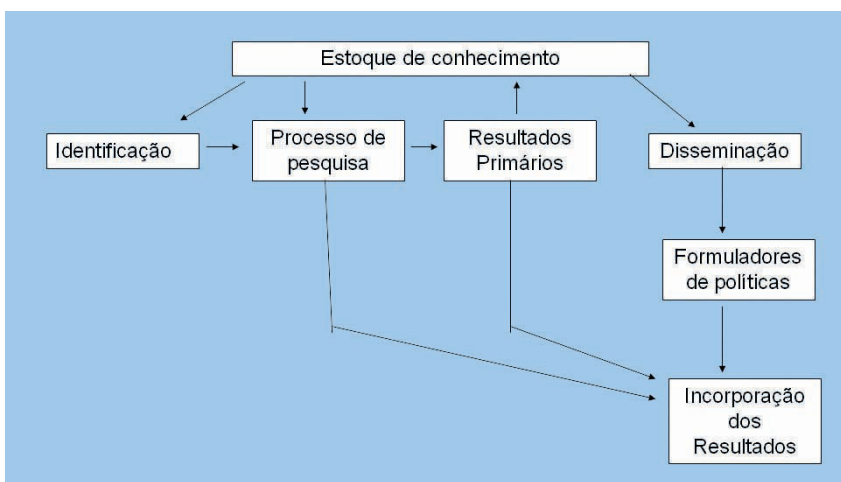 Estoque de conhecimento
Identificação
Processo de
pesquisa
Resultados
Primários
Disseminação
Formuladores
de políticas
Incorporação
dos
Resultados